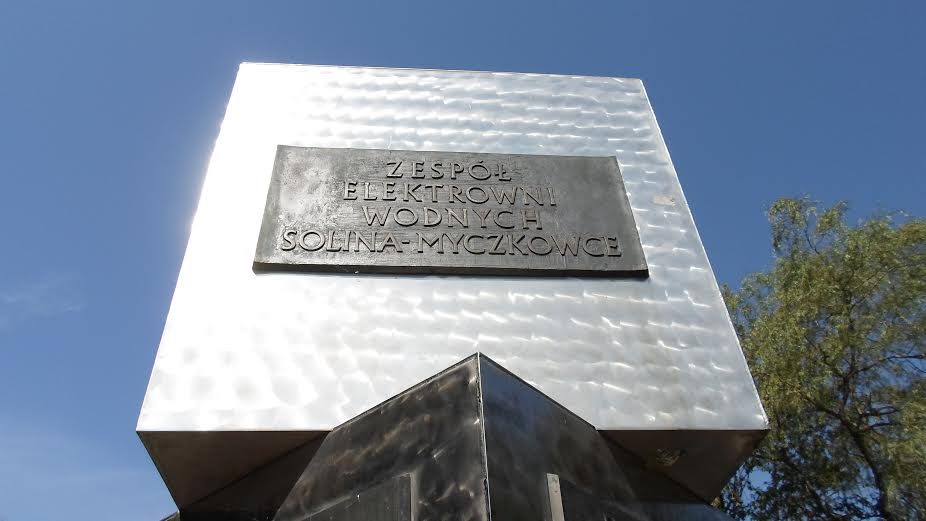 ZESPÓŁ
ELEKTROWNI
WODNYCH
SOLINA-MYCZKOWCE